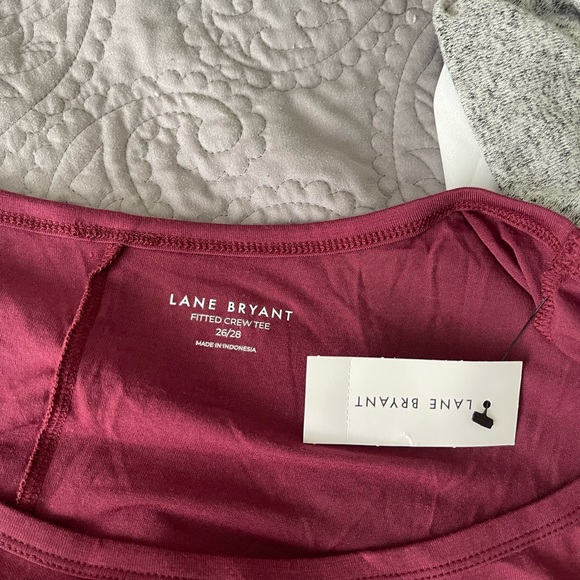 LANE BRYANT
FITTED CREW TEE
26/28
MADE IN INDONESIA
LANE BRYANT